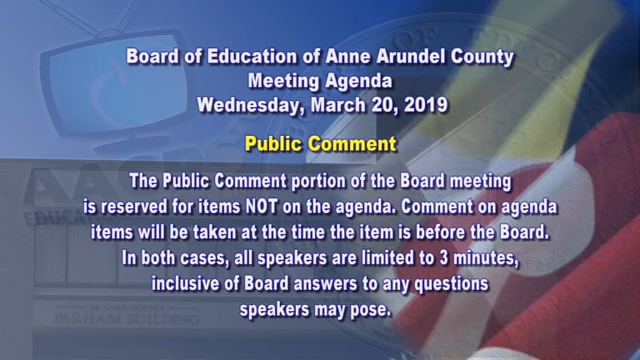 Board of Education of Anne Arundel County
Meeting Agenda
Wednesday, March 20, 2019
Public Comment
The Public Comment portion of the Board meeting
is reserved for items NOT on the agenda. Comment on agenda
items will be taken at the time the item is before the Board.
In both cases, all speakers are limited to 3 minutes,
inclusive of Board answers to any questions
speakers may pose.
PARHAM BUILDING